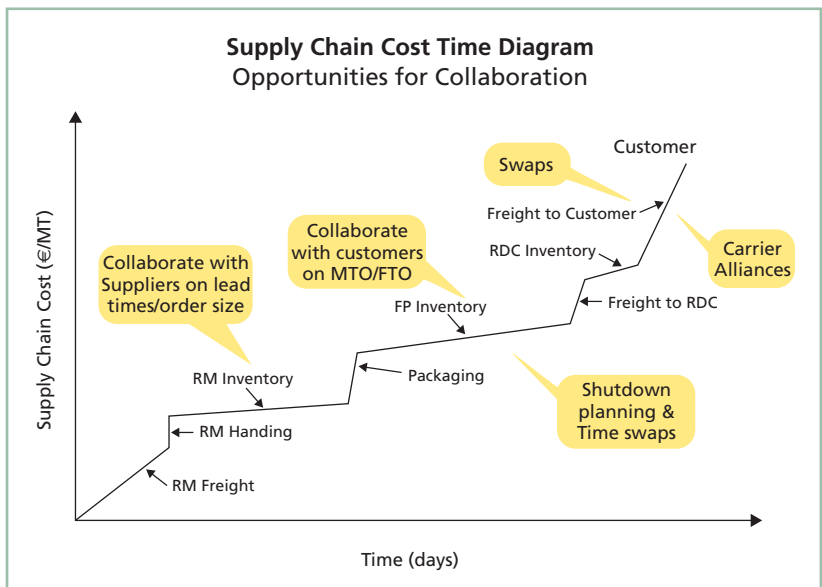 Supply Chain Cost Time Diagram
Opportunities for Collaboration
Supply Chain Cost (€/MT)
Customer
Swaps
Freight to Customer
Collaborate
with customers
on MTO/FTO
RDC Inventory
Carrier
Alliances
Collaborate with
Suppliers on lead
times/order size
FP Inventory
Freight to RDC
RM Inventory
Packaging
Shutdown
planning &
Time swaps
RM Handing
RM Freight
Time (days)